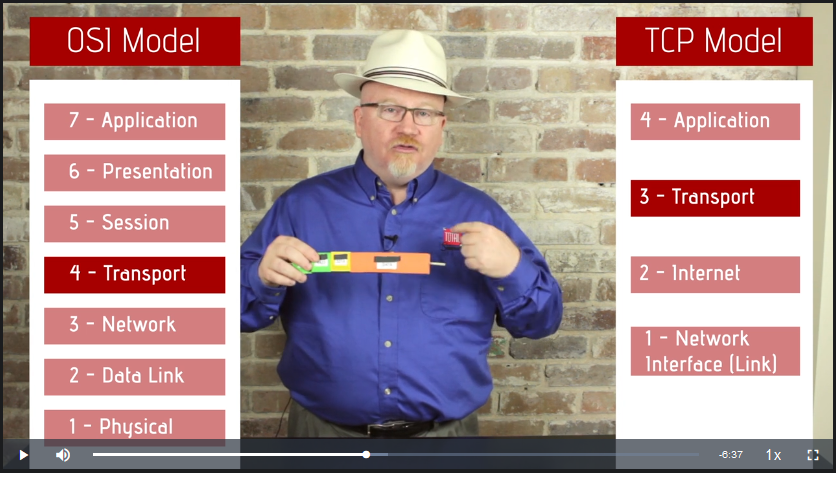 OSI Model
7 - Application
6 - Presentation
5 - Session
4 - Transport
3 - Network
2 - Data Link
1 - Physical
TCP Model
4 - Application
3 - Transport
2 - Internet
1 - Network
Interface (Link)
-6:37
1x